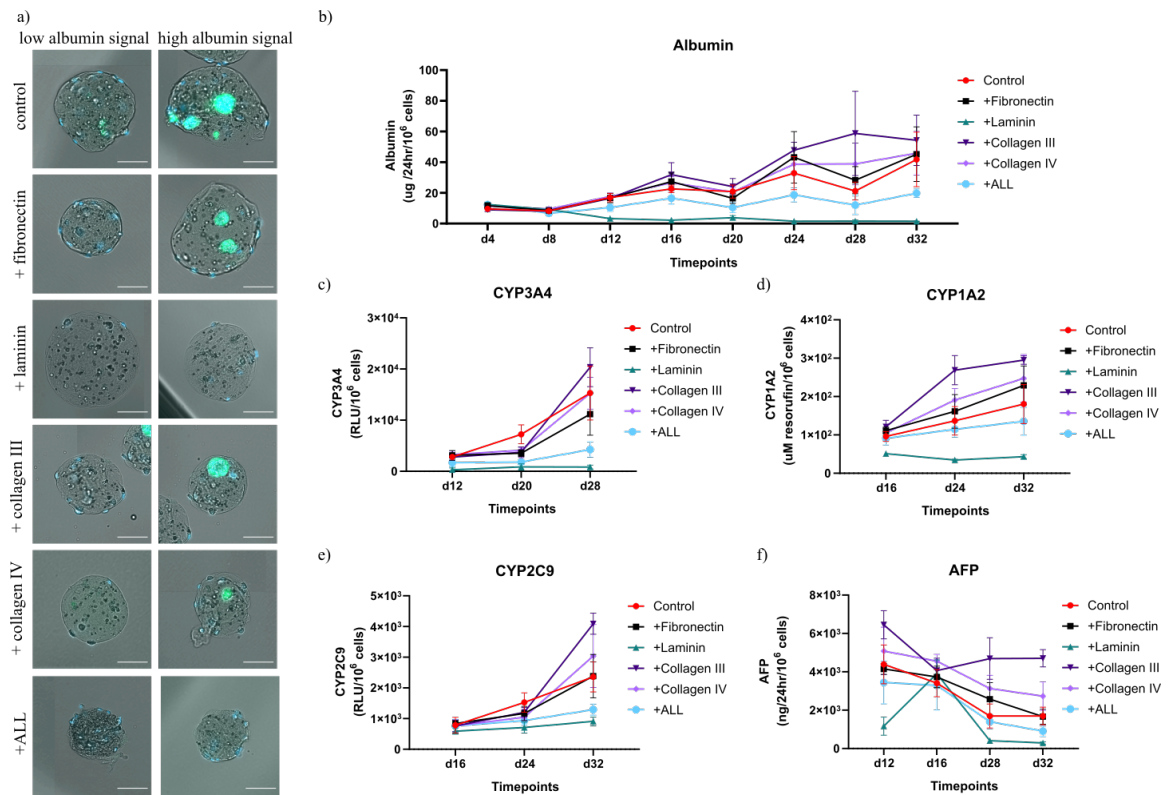 a)
low albumin signal
high albumin signal
control
+ fibronectin
+ laminin
+ collagen III
+ collagen IV
+ALL
b)
Albumin
Albumin
(ug /24hr/10⁶ cells)
100
80
60
40
20
0
d4
d8
d12
d16
d20
d24
d28
d32
Timepoints
Control
+Fibronectin
+Laminin
+Collagen III
+Collagen IV
+ALL
c)
CYP3A4
CYP3A4
(RLU/10⁶ cells)
3×10⁴
2×10⁴
1×10⁴
0
d12
d20
d28
Timepoints
Control
+Fibronectin
+Laminin
+Collagen III
+Collagen IV
+ALL
d)
CYP1A2
CYP1A2
(uM resorufin/10⁶ cells)
4×10²
3×10²
2×10²
1×10²
0
d16
d24
d32
Timepoints
Control
+Fibronectin
+Laminin
+Collagen III
+Collagen IV
+ALL
e)
CYP2C9
CYP2C9
(RLU/10⁶ cells)
5×10³
4×10³
3×10³
2×10³
1×10³
0
d16
d24
d32
Timepoints
Control
+Fibronectin
+Laminin
+Collagen III
+Collagen IV
+ALL
f)
AFP
AFP
(ng/24hr/10⁶ cells)
8×10³
6×10³
4×10³
2×10³
0
d12
d16
d28
d32
Timepoints
Control
+Fibronectin
+Laminin
+Collagen III
+Collagen IV
+ALL